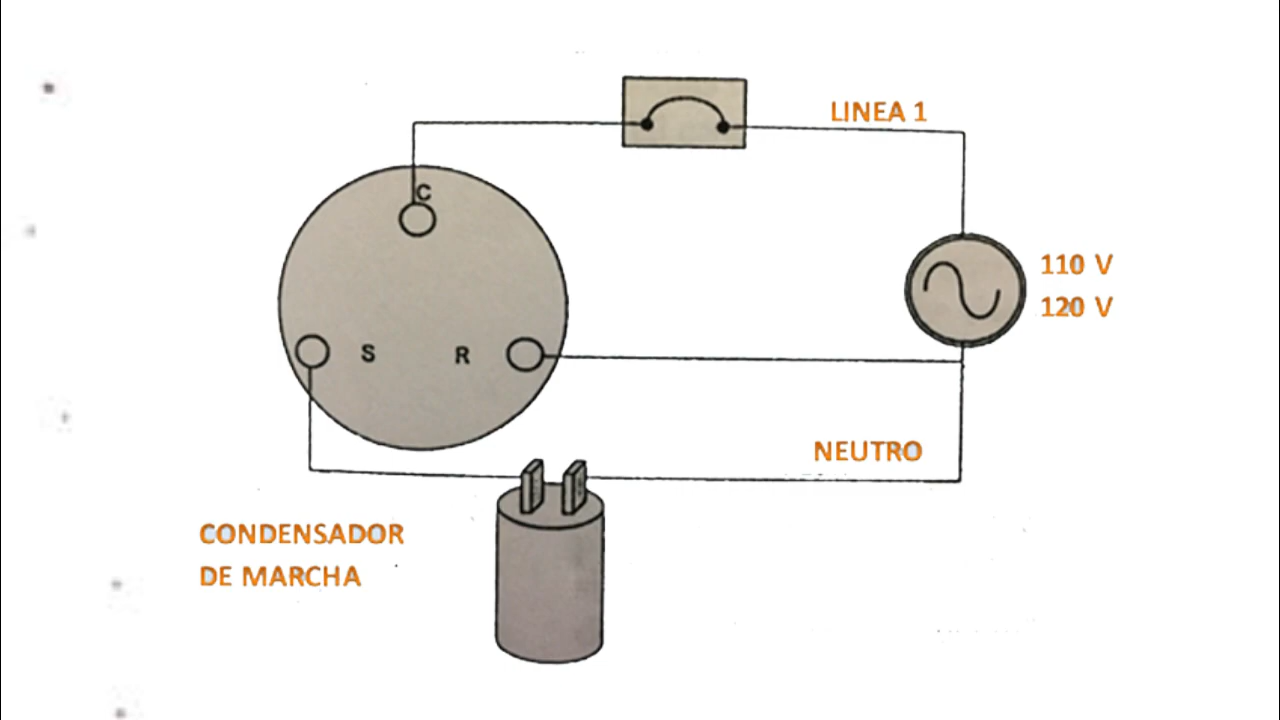 LINEA 1
C
110 V
120 V
S
R
NEUTRO
CONDENSADOR
DE MARCHA